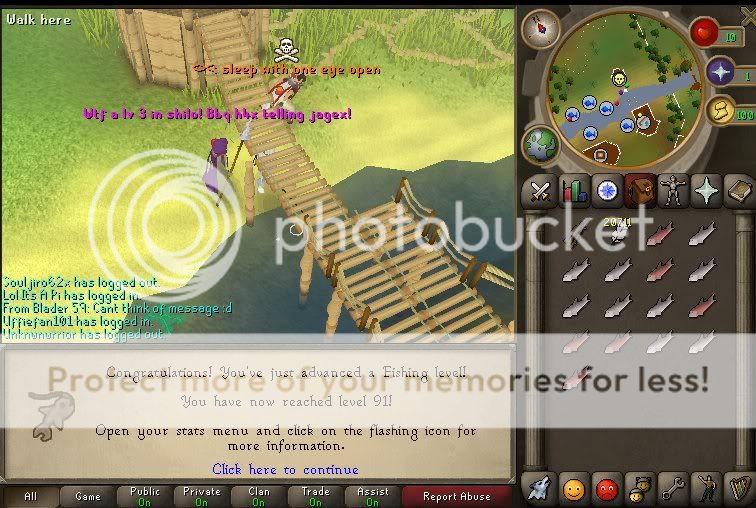 Walk here
<< sleep with one eye open
Wtf a lv 3 in shilo! Bbq h4x telling jagex!
10
1
100
20711
photobucket
Protect more of your memories for less!
Souljiro62x has logged out.
Lol Its A Pi has logged in.
From Blader 59: Cant think of message :d
Uffiefan101 has logged in.
has logged out.
Congratulations! You've just advanced a Fishing level!
You have now reached level 91!
Open your stats menu and click on the flashing icon for
more information.
Click here to continue
All
Game
Public
On
Private
On
Clan
On
Trade
On
Assist
On
Report Abuse